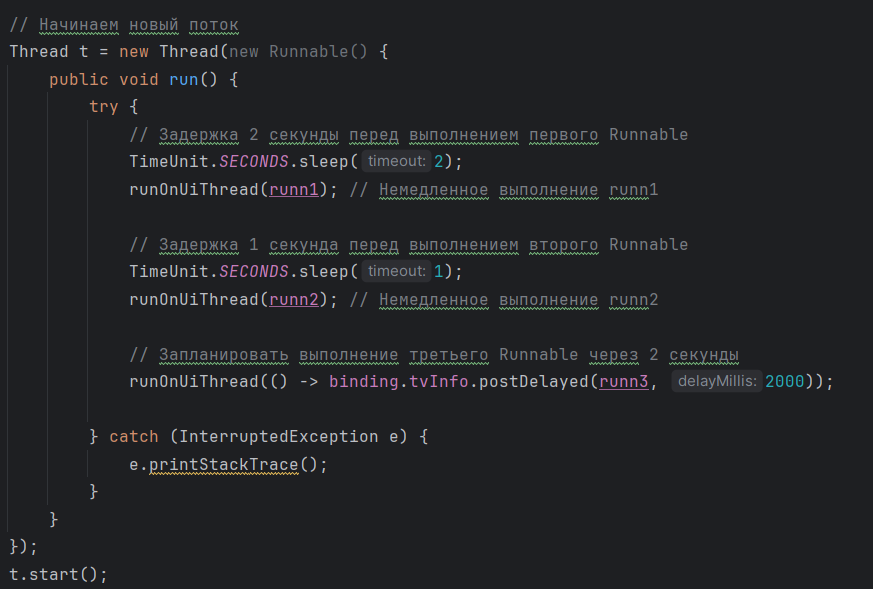 // Начинаем новый поток
Thread t = new Thread(new Runnable() {
public void run() {
try {
// Задержка 2 секунды перед выполнением первого Runnable
TimeUnit.SECONDS.sleep( timeout: 2);
runOnUiThread(runn1); // Немедленное выполнение runn1
// Задержка 1 секунда перед выполнением второго Runnable
TimeUnit.SECONDS.sleep( timeout: 1);
runOnUiThread(runn2); // Немедленное выполнение runn2
// Запланировать выполнение третьего Runnable через 2 секунды
runOnUiThread(() -> binding.tvInfo.postDelayed(runn3, delayMillis: 2000));
} catch (InterruptedException e) {
e.printStackTrace();
}
}
});
t.start();